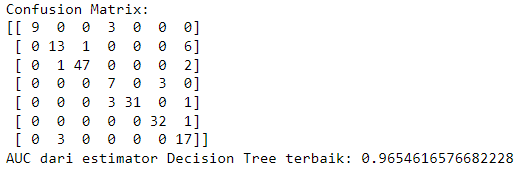 Confusion Matrix:
[[ 9  0  0  3  0  0  0]
 [ 0 13  1  0  0  0  6]
 [ 0  1 47  0  0  0  2]
 [ 0  0  0  7  0  3  0]
 [ 0  0  0  3 31  0  1]
 [ 0  0  0  0  0 32  1]
 [ 0  3  0  0  0  0 17]]
AUC dari estimator Decision Tree terbaik: 0.9654616576682228